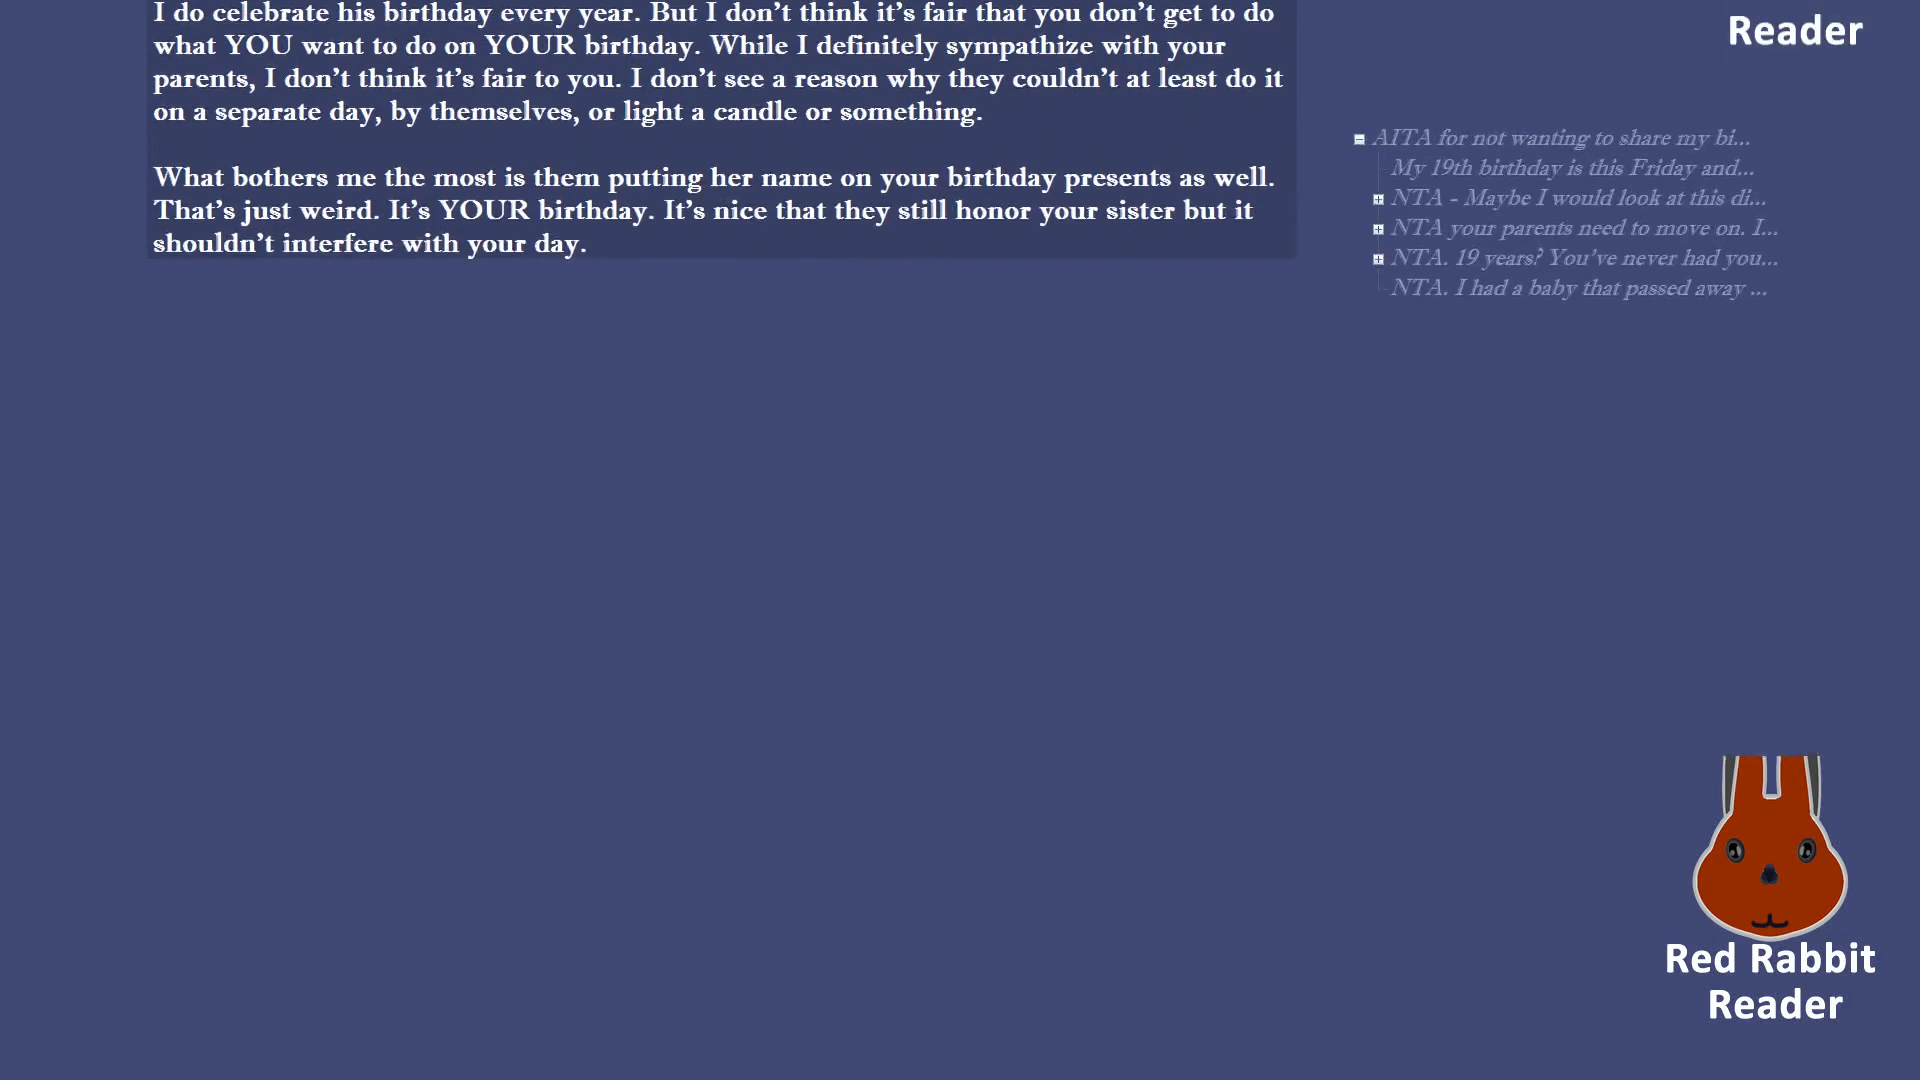 I do celebrate his birthday every year. But I don't think it's fair that you don't get to do
what YOU want to do on YOUR birthday. While I definitely sympathize with your
parents, I don't think it's fair to you. I don't see a reason why they couldn't at least do it
on a separate day, by themselves, or light a candle or something.
What bothers me the most is them putting her name on your birthday presents as well.
That's just weird. It's YOUR birthday. It's nice that they still honor your sister but it
shouldn't interfere with your day.
Reader
AITA for not wanting to share my bi...
My 19th birthday is this Friday and...
NTA - Maybe I would look at this di...
NTA your parents need to move on. I...
NTA. 19 years? You've never had you...
NTA. I had a baby that passed away ...
Red Rabbit
Reader